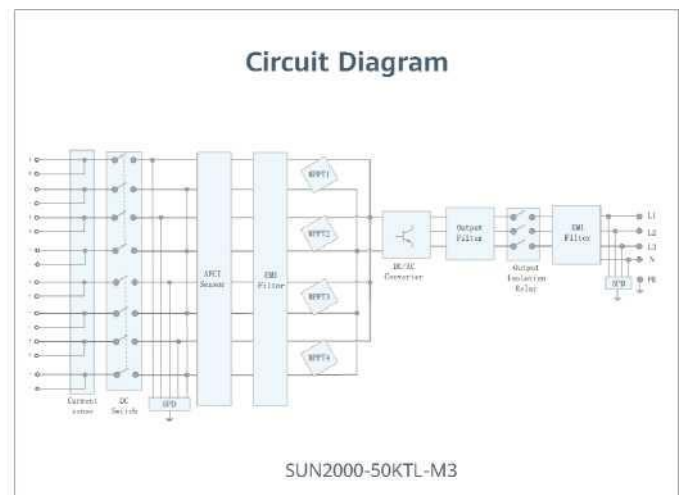 Circuit Diagram
MPPT1
MPPT2
MPPT3
MPPT4
AFCI
Sensor
EMI
Filter
DC/AC
Converter
Output
Filter
Output
Isolation
Relay
EMI
Filter
L1
L2
L3
N
PE
SPD
Current
DC
Switch
SPD
SUN2000-50KTL-M3